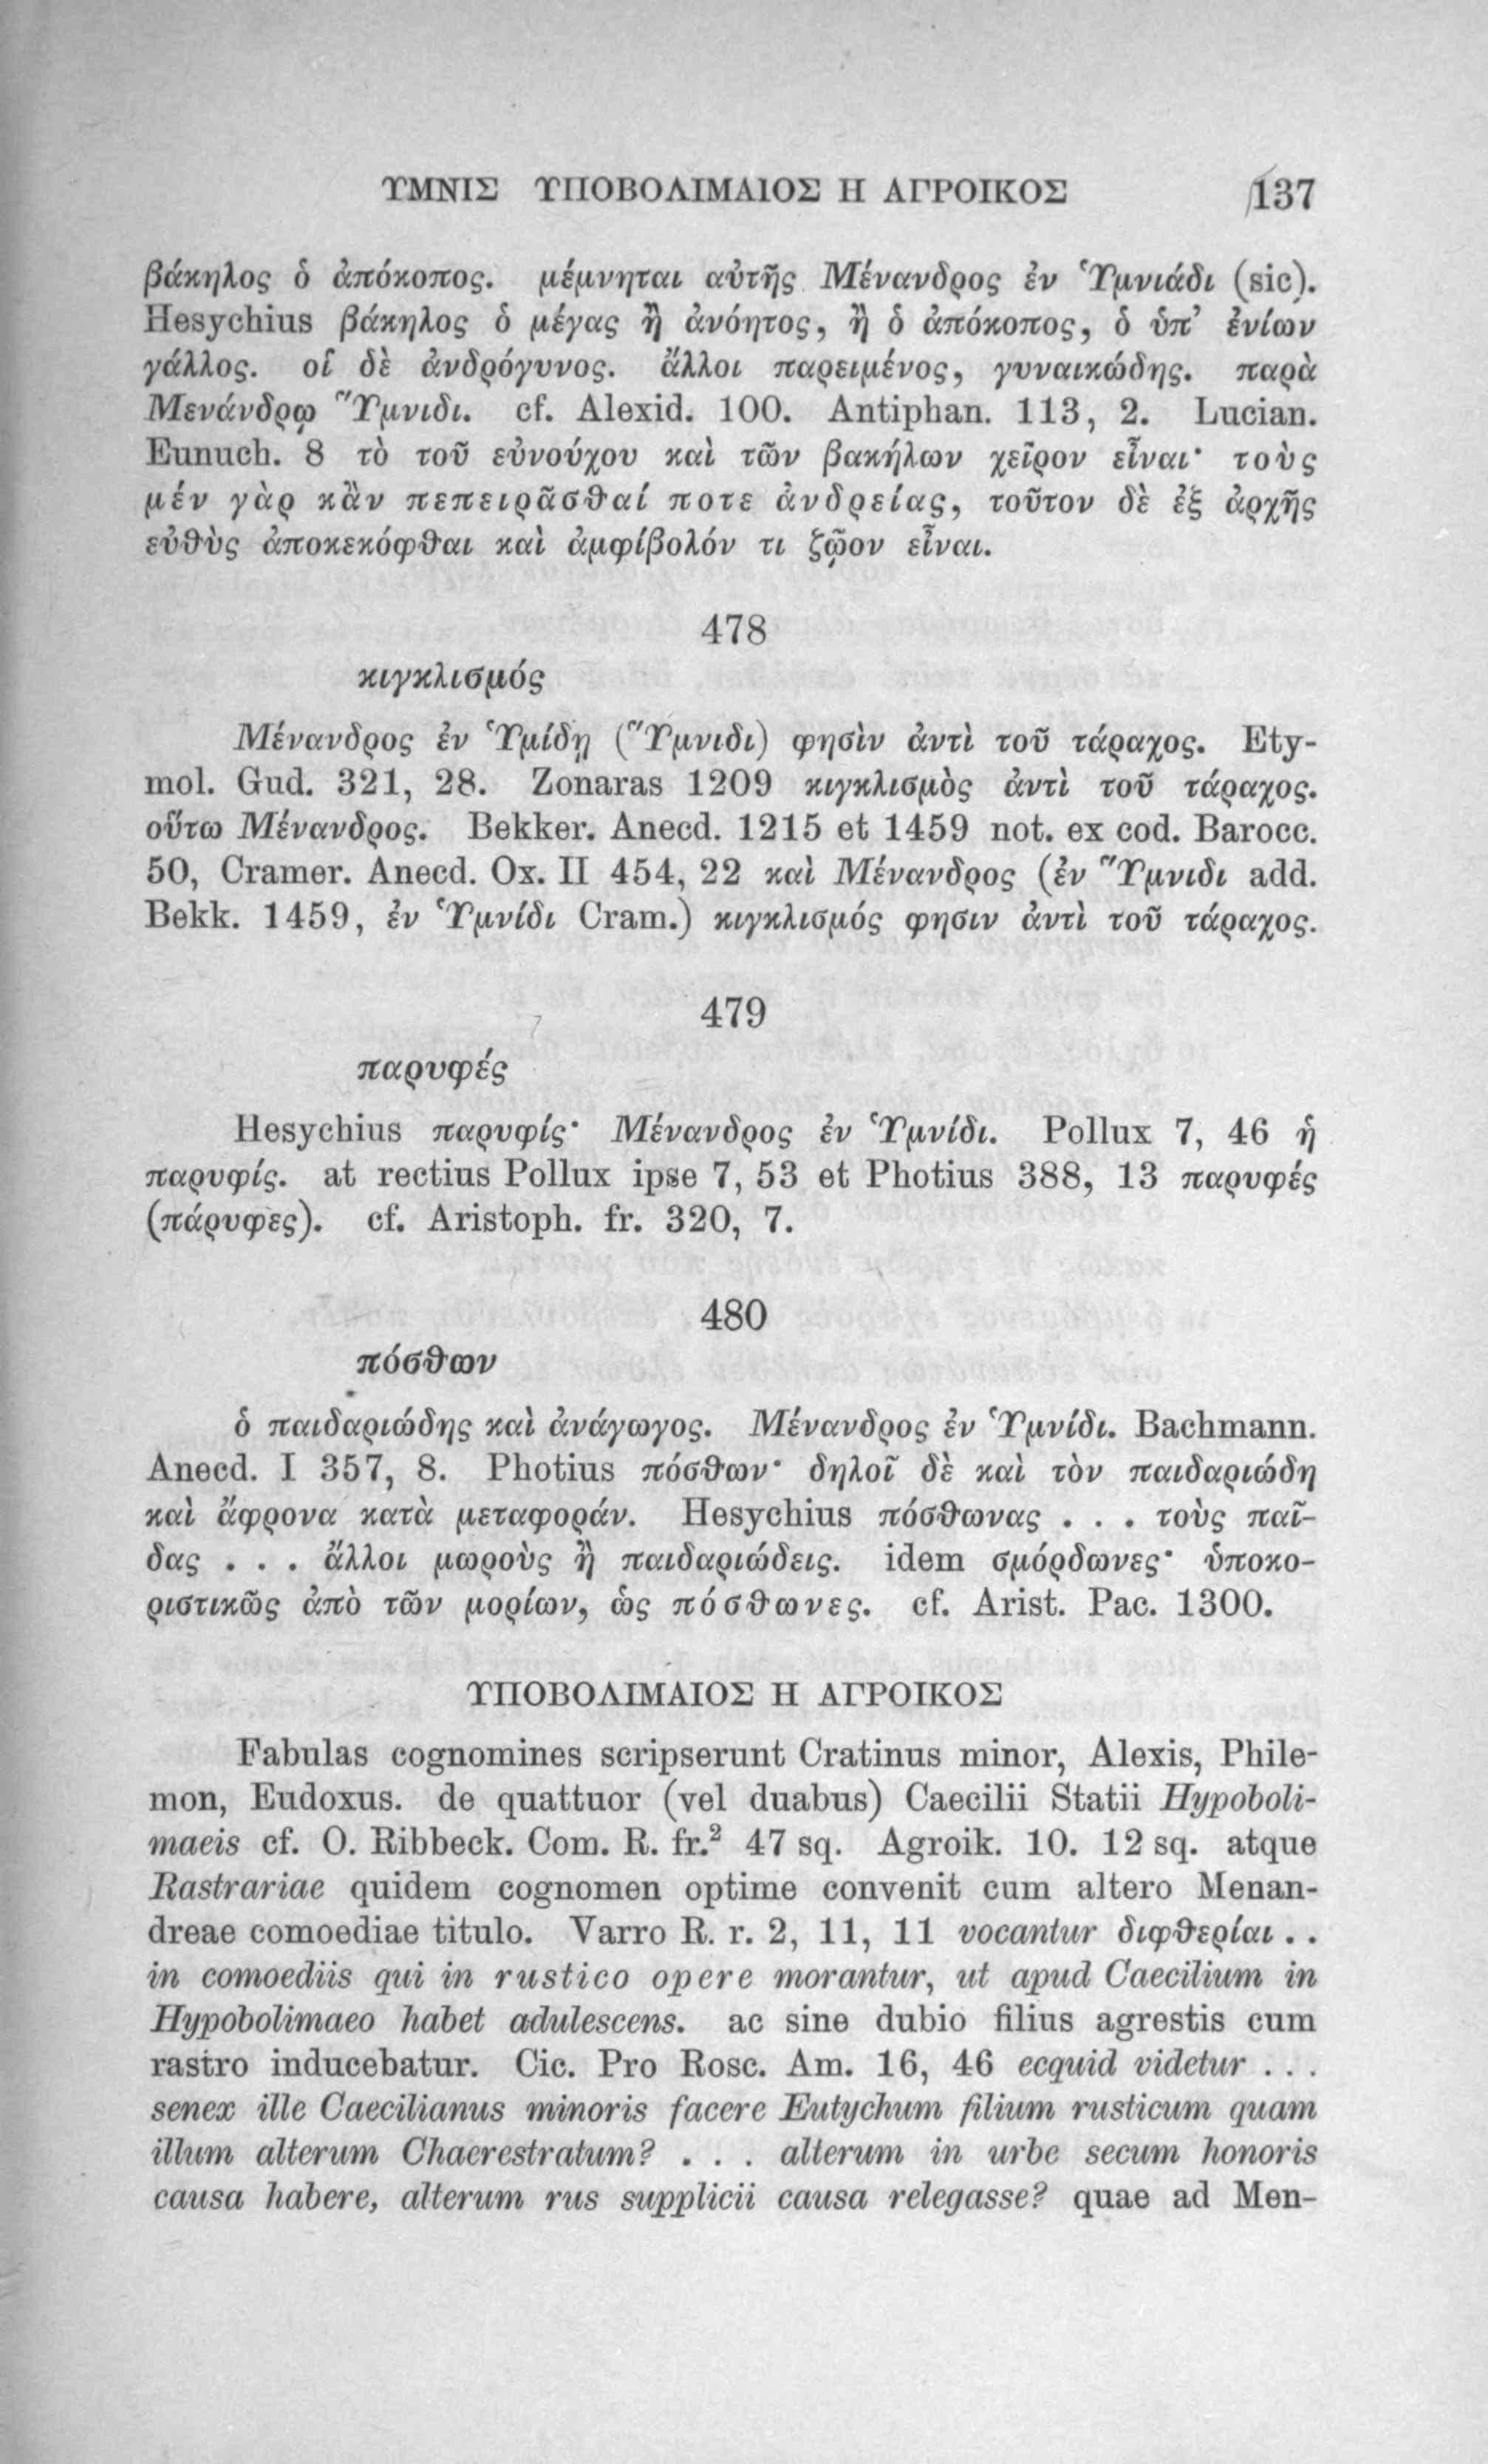 ΥΜΝΙΣ ΥΠΟΒΟΛΙΜΑΙΟΣ Η ΑΓΡΟΙΚΟΣ 137
βάκηλος ὁ ἀπόκοπος. μέμνηται αὐτῆς Μένανδρος ἐν Ὑμνιάδι (sic).
Hesychius βάκηλος ὁ μέγας ἢ ἀνόητος, ἢ ὁ ἀπόκοπος, ὁ ὑπ’ ἐνίων
γάλλος. οἱ δὲ ἀνδρόγυνος. ἄλλοι παρειμένος, γυναικώδης. παρὰ
Μενάνδρῳ Ὕμνιδι. cf. Alexid. 100. Antiphan. 113, 2. Lucian.
Eunuch. 8 τὸ τοῦ εὐνούχου καὶ τῶν βακήλων χεῖρον εἶναι· τοὺς
μέν γὰρ κἂν πεπειρᾶσθαί ποτε ἀνδρείας, τοῦτον δὲ ἐξ ἀρχῆς
εὐθὺς ἀποκεκόφθαι καὶ ἀμφίβολόν τι ζῷον εἶναι.
478
κιγκλισμός
Μένανδρος ἐν Ὑμίδῃ (Ὕμνιδι) φησὶν ἀντὶ τοῦ τάραχος. Ety-
mol. Gud. 321, 28. Zonaras 1209 κιγκλισμὸς ἀντὶ τοῦ τάραχος.
οὕτω Μένανδρος. Bekker. Anecd. 1215 et 1459 not. ex cod. Barocc.
50, Cramer. Anecd. Ox. II 454, 22 καὶ Μένανδρος (ἐν Ὕμνιδι add.
Bekk. 1459, ἐν Ὑμνίδι Cram.) κιγκλισμός φησιν ἀντὶ τοῦ τάραχος.
479
παρυφές
Hesychius παρυφίς· Μένανδρος ἐν Ὑμνίδι. Pollux 7, 46 ἡ
παρυφίς. at rectius Pollux ipse 7, 53 et Photius 388, 13 παρυφές
(πάρυφες). cf. Aristoph. fr. 320, 7.
480
πόσθων
ὁ παιδαριώδης καὶ ἀνάγωγος. Μένανδρος ἐν Ὑμνίδι. Bachmann.
Anecd. I 357, 8. Photius πόσθων· δηλοῖ δὲ καὶ τὸν παιδαριώδη
καὶ ἄφρονα κατὰ μεταφοράν. Hesychius πόσθωνας . . . τοὺς παῖ-
δας . . . ἄλλοι μωροὺς ἢ παιδαριώδεις. idem σμόρδωνες· ὑποκο-
ριστικῶς ἀπὸ τῶν μορίων, ὡς πόσθωνες. cf. Arist. Pac. 1300.
ΥΠΟΒΟΛΙΜΑΙΟΣ Η ΑΓΡΟΙΚΟΣ
Fabulas cognomines scripserunt Cratinus minor, Alexis, Phile-
mon, Eudoxus. de quattuor (vel duabus) Caecilii Statii Hypoboli-
maeis cf. O. Ribbeck. Com. R. fr.² 47 sq. Agroik. 10. 12 sq. atque
Rastrariae quidem cognomen optime convenit cum altero Menan-
dreae comoediae titulo. Varro R. r. 2, 11, 11 vocantur διφθερίαι . .
in comoediis qui in rustico opere morantur, ut apud Caecilium in
Hypobolimaeo habet adulescens. ac sine dubio filius agrestis cum
rastro inducebatur. Cic. Pro Rosc. Am. 16, 46 ecquid videtur . . .
senex ille Caecilianus minoris facere Eutychum filium rusticum quam
illum alterum Chaerestratum? . . . alterum in urbe secum honoris
causa habere, alterum rus supplicii causa relegasse? quae ad Men-